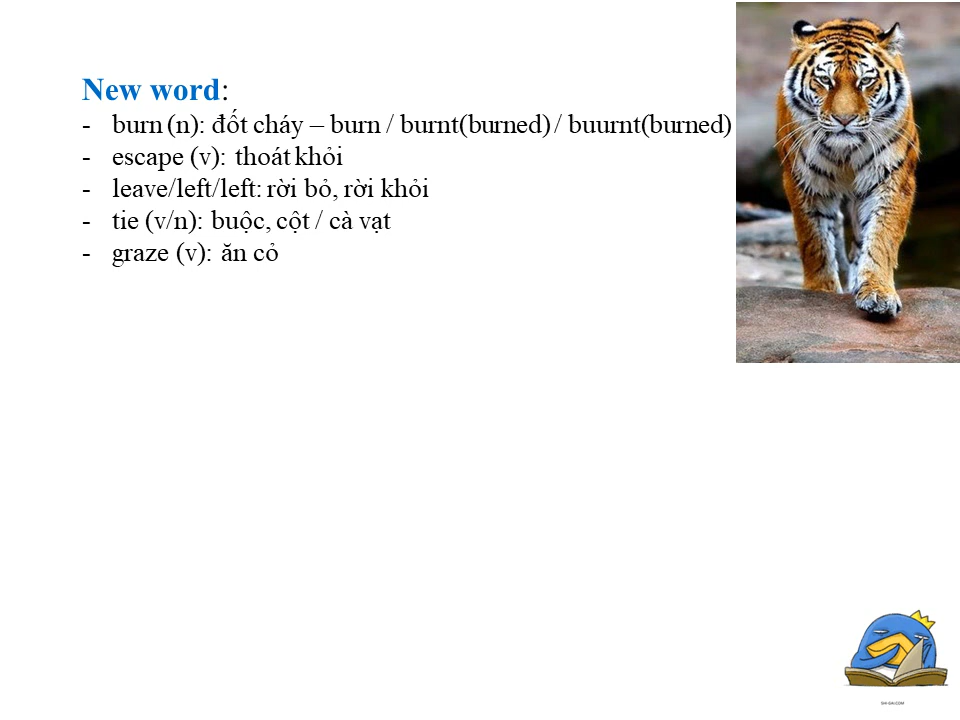 New word:
- burn (n): đốt cháy – burn / burnt(burned) / buurnt(burned)
- escape (v): thoát khỏi
- leave/left/left: rời bỏ, rời khỏi
- tie (v/n): buộc, cột / cà vạt
- graze (v): ăn cỏ